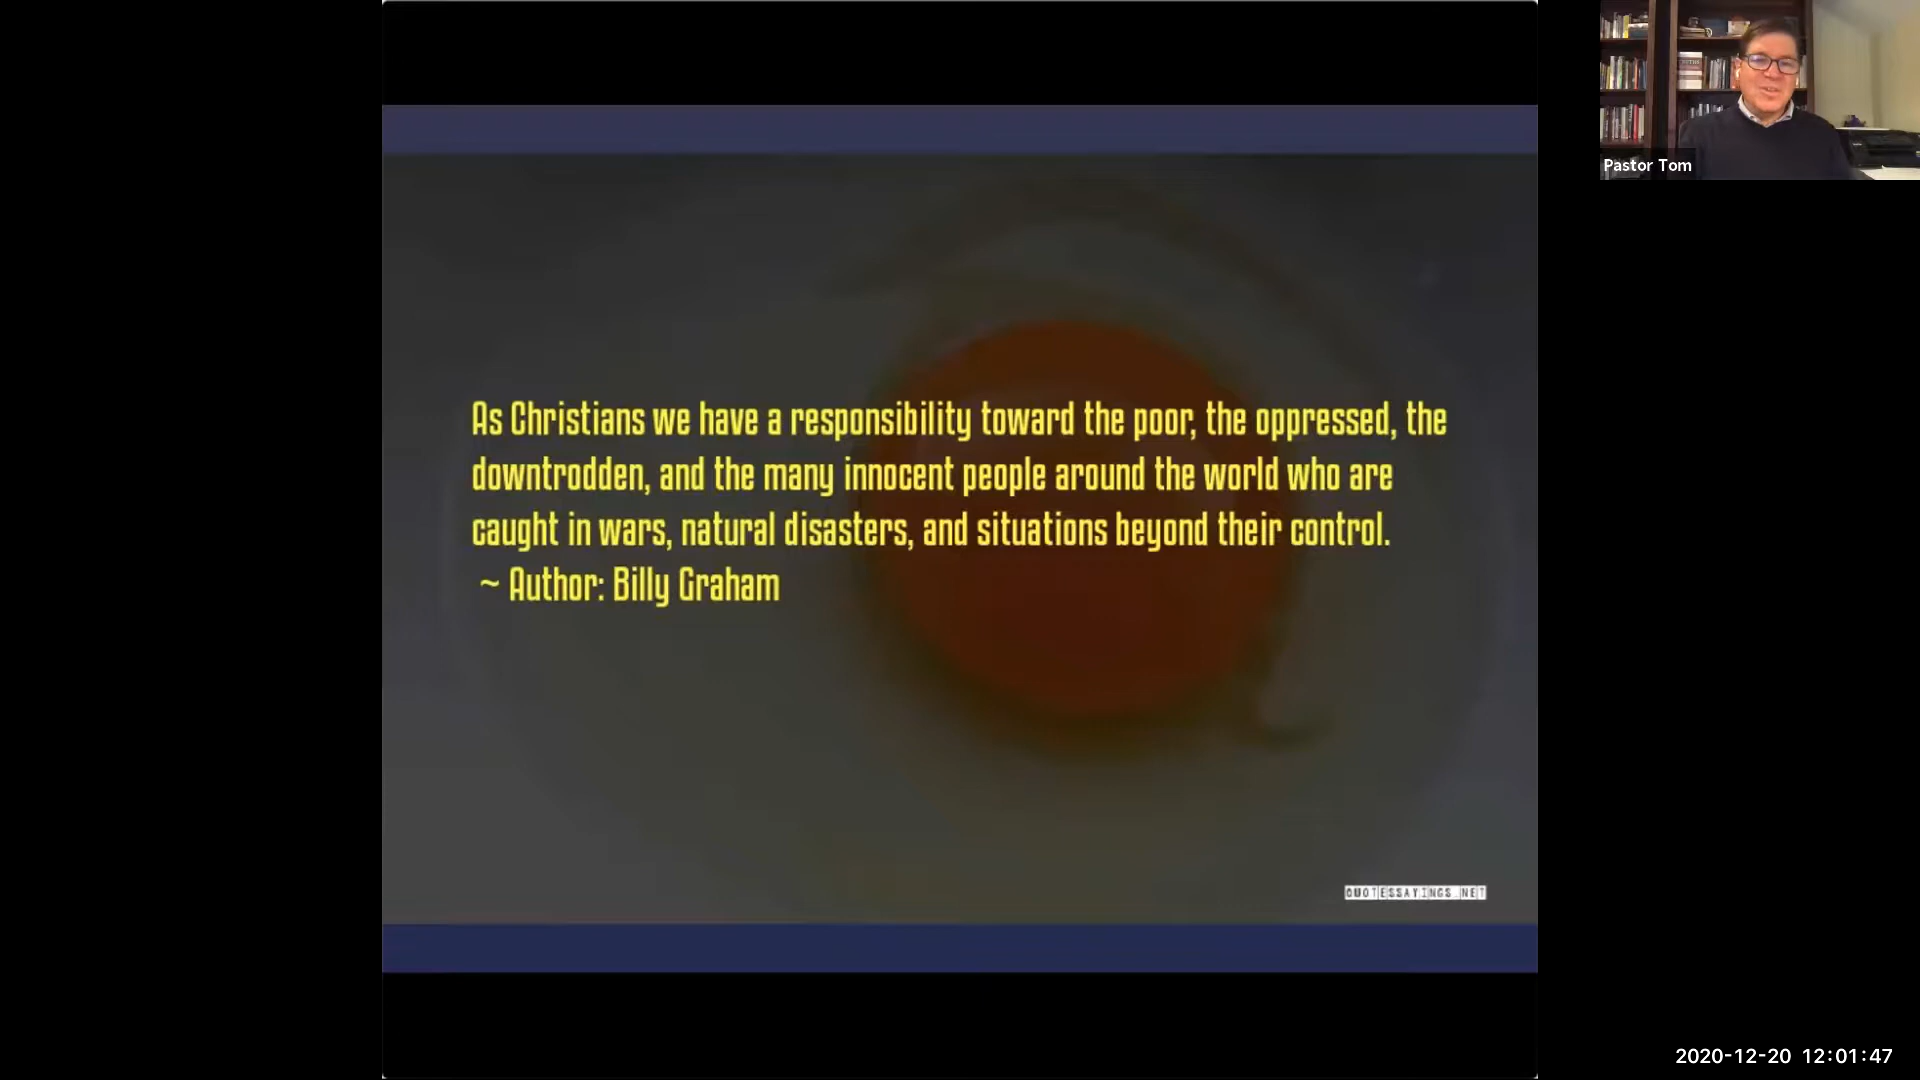 Pastor Tom
As Christians we have a responsibility toward the poor, the oppressed, the
downtrodden, and the many innocent people around the world who are
caught in wars, natural disasters, and situations beyond their control.
~ Author: Billy Graham
QUOTESSAYINGS.NET
2020-12-20 12:01:47